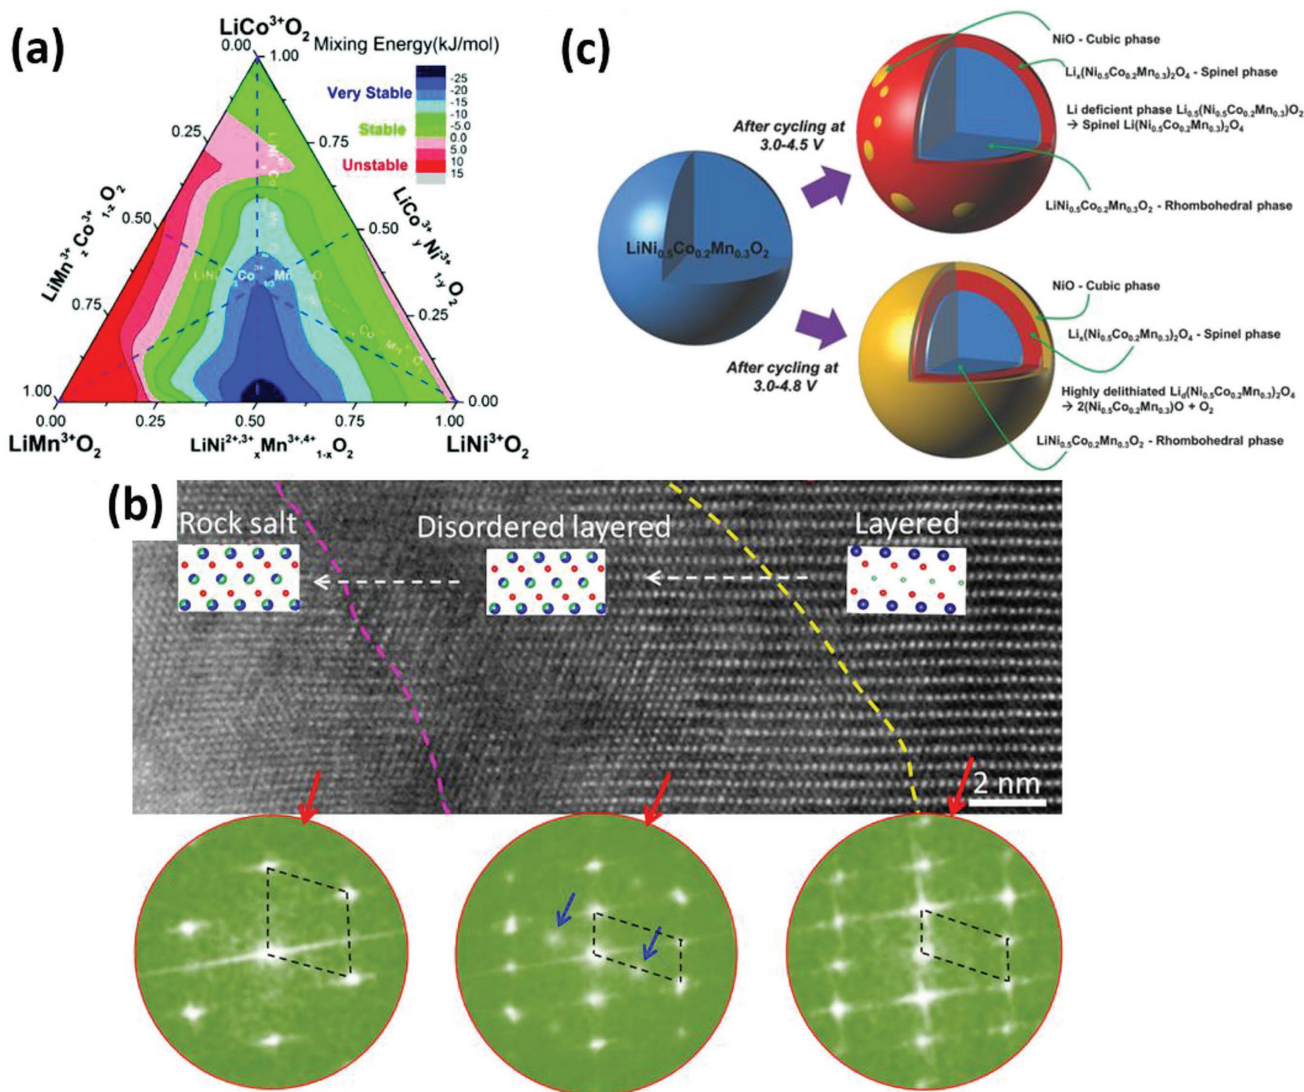 (a)
LiCo³⁺O₂
0.00
1.00
Mixing Energy(kJ/mol)
Very Stable
Stable
Unstable
-25
-20
-15
-10
-5.0
0.0
5.0
10
15
0.25
0.75
LiMn³⁺zCo³⁺1-zO₂
LiCo³⁺yNi³⁺1-yO₂
0.50
0.50
0.75
0.25
1.00
0.00
0.00
0.25
0.50
0.75
1.00
LiMn³⁺O₂
LiNi²⁺,³⁺xMn³⁺,⁴⁺1-xO₂
LiNi³⁺O₂
(c)
LiNi₀.₅Co₀.₂Mn₀.₃O₂
After cycling at
3.0-4.5 V
NiO - Cubic phase
Liₓ(Ni₀.₅Co₀.₂Mn₀.₃)₂O₄ - Spinel phase
Li deficient phase Li₀.₅(Ni₀.₅Co₀.₂Mn₀.₃)O₂
→ Spinel Li(Ni₀.₅Co₀.₂Mn₀.₃)₂O₄
LiNi₀.₅Co₀.₂Mn₀.₃O₂ - Rhombohedral phase
After cycling at
3.0-4.8 V
NiO - Cubic phase
Liₓ(Ni₀.₅Co₀.₂Mn₀.₃)₂O₄ - Spinel phase
Highly delithiated Lid(Ni₀.₅Co₀.₂Mn₀.₃)₂O₄
→ 2(Ni₀.₅Co₀.₂Mn₀.₃)O + O₂
LiNi₀.₅Co₀.₂Mn₀.₃O₂ - Rhombohedral phase
(b)
Rock salt
Disordered layered
Layered
2 nm